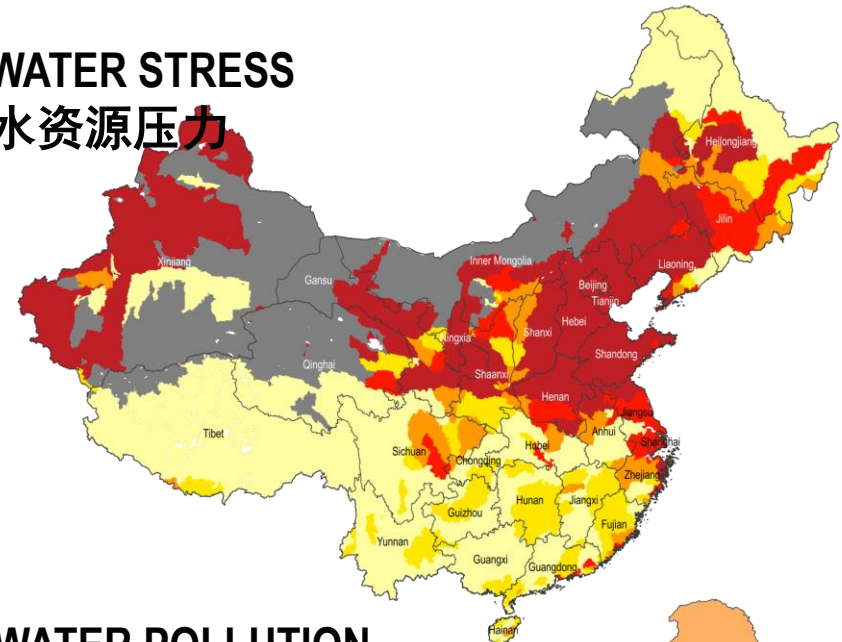 WATER STRESS
水资源压力
Heilongjiang
Jilin
Xinjiang
Inner Mongolia
Liaoning
Gansu
Beijing
Tianjin
Hebei
Ningxia
Shanxi
Shandong
Qinghai
Shaanxi
Henan
Jiangsu
Tibet
Anhui
Shanghai
Sichuan
Hubei
Chongqing
Zhejiang
Hunan
Jiangxi
Guizhou
Fujian
Yunnan
Guangxi
Guangdong
Hainan
WATER POLLUTION